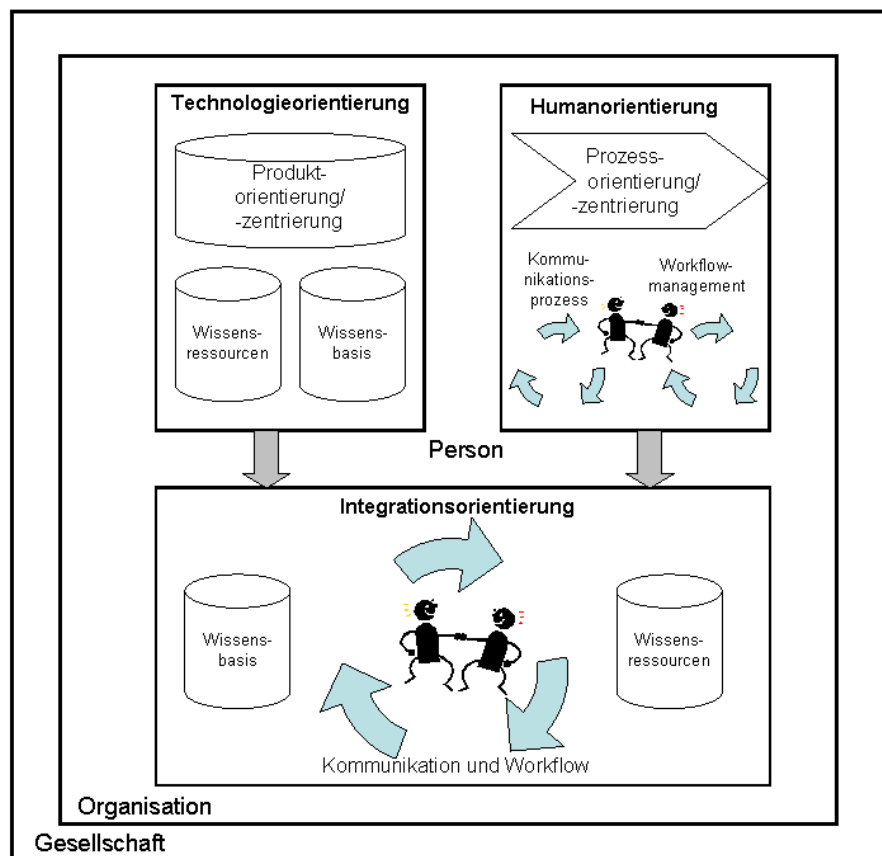 Technologieorientierung
Produkt-
orientierung/
-zentrierung
Wissens-
ressourcen
Wissens-
basis
Humanorientierung
Prozess-
orientierung/
-zentrierung
Kommu-
nikations-
prozess
Workflow-
management
Person
Integrationsorientierung
Wissens-
basis
Wissens-
ressourcen
Kommunikation und Workflow
Organisation
Gesellschaft